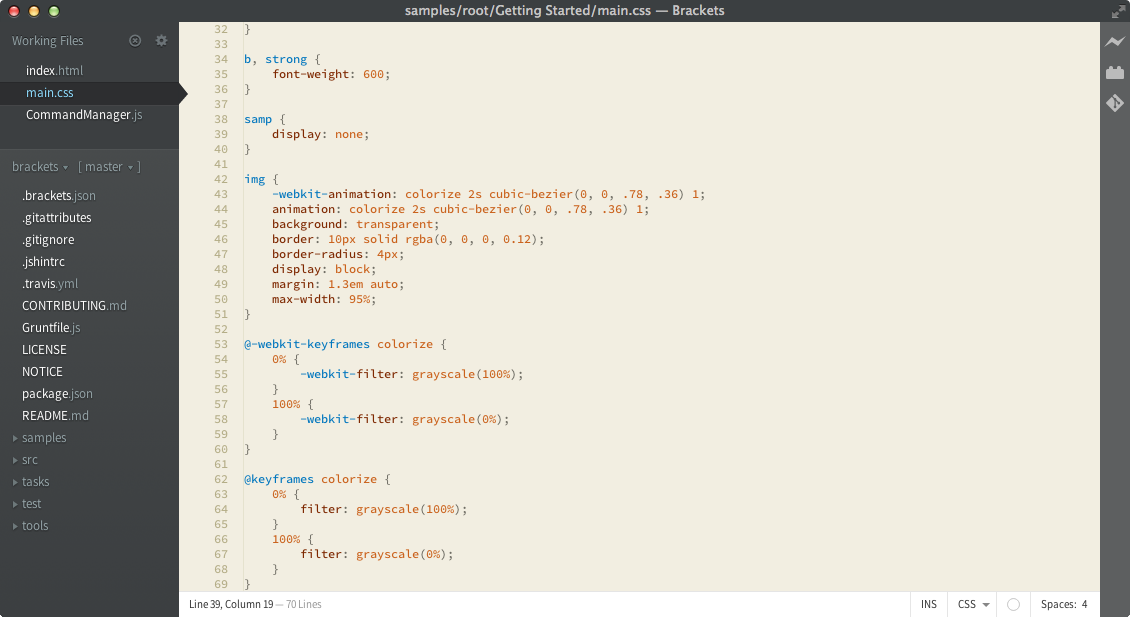 samples/root/Getting Started/main.css — Brackets
Working Files
index.html
main.css
CommandManager.js
brackets [ master ]
.brackets.json
.gitattributes
.gitignore
.jshintrc
.travis.yml
CONTRIBUTING.md
Gruntfile.js
LICENSE
NOTICE
package.json
README.md
samples
src
tasks
test
tools
32 }
33
34 b, strong {
35     font-weight: 600;
36 }
37
38 samp {
39     display: none;
40 }
41
42 img {
43     -webkit-animation: colorize 2s cubic-bezier(0, 0, .78, .36) 1;
44     animation: colorize 2s cubic-bezier(0, 0, .78, .36) 1;
45     background: transparent;
46     border: 10px solid rgba(0, 0, 0, 0.12);
47     border-radius: 4px;
48     display: block;
49     margin: 1.3em auto;
50     max-width: 95%;
51 }
52
53 @-webkit-keyframes colorize {
54     0% {
55         -webkit-filter: grayscale(100%);
56     }
57     100% {
58         -webkit-filter: grayscale(0%);
59     }
60 }
61
62 @keyframes colorize {
63     0% {
64         filter: grayscale(100%);
65     }
66     100% {
67         filter: grayscale(0%);
68     }
69 }
Line 39, Column 19 — 70 Lines
INS
CSS
Spaces: 4